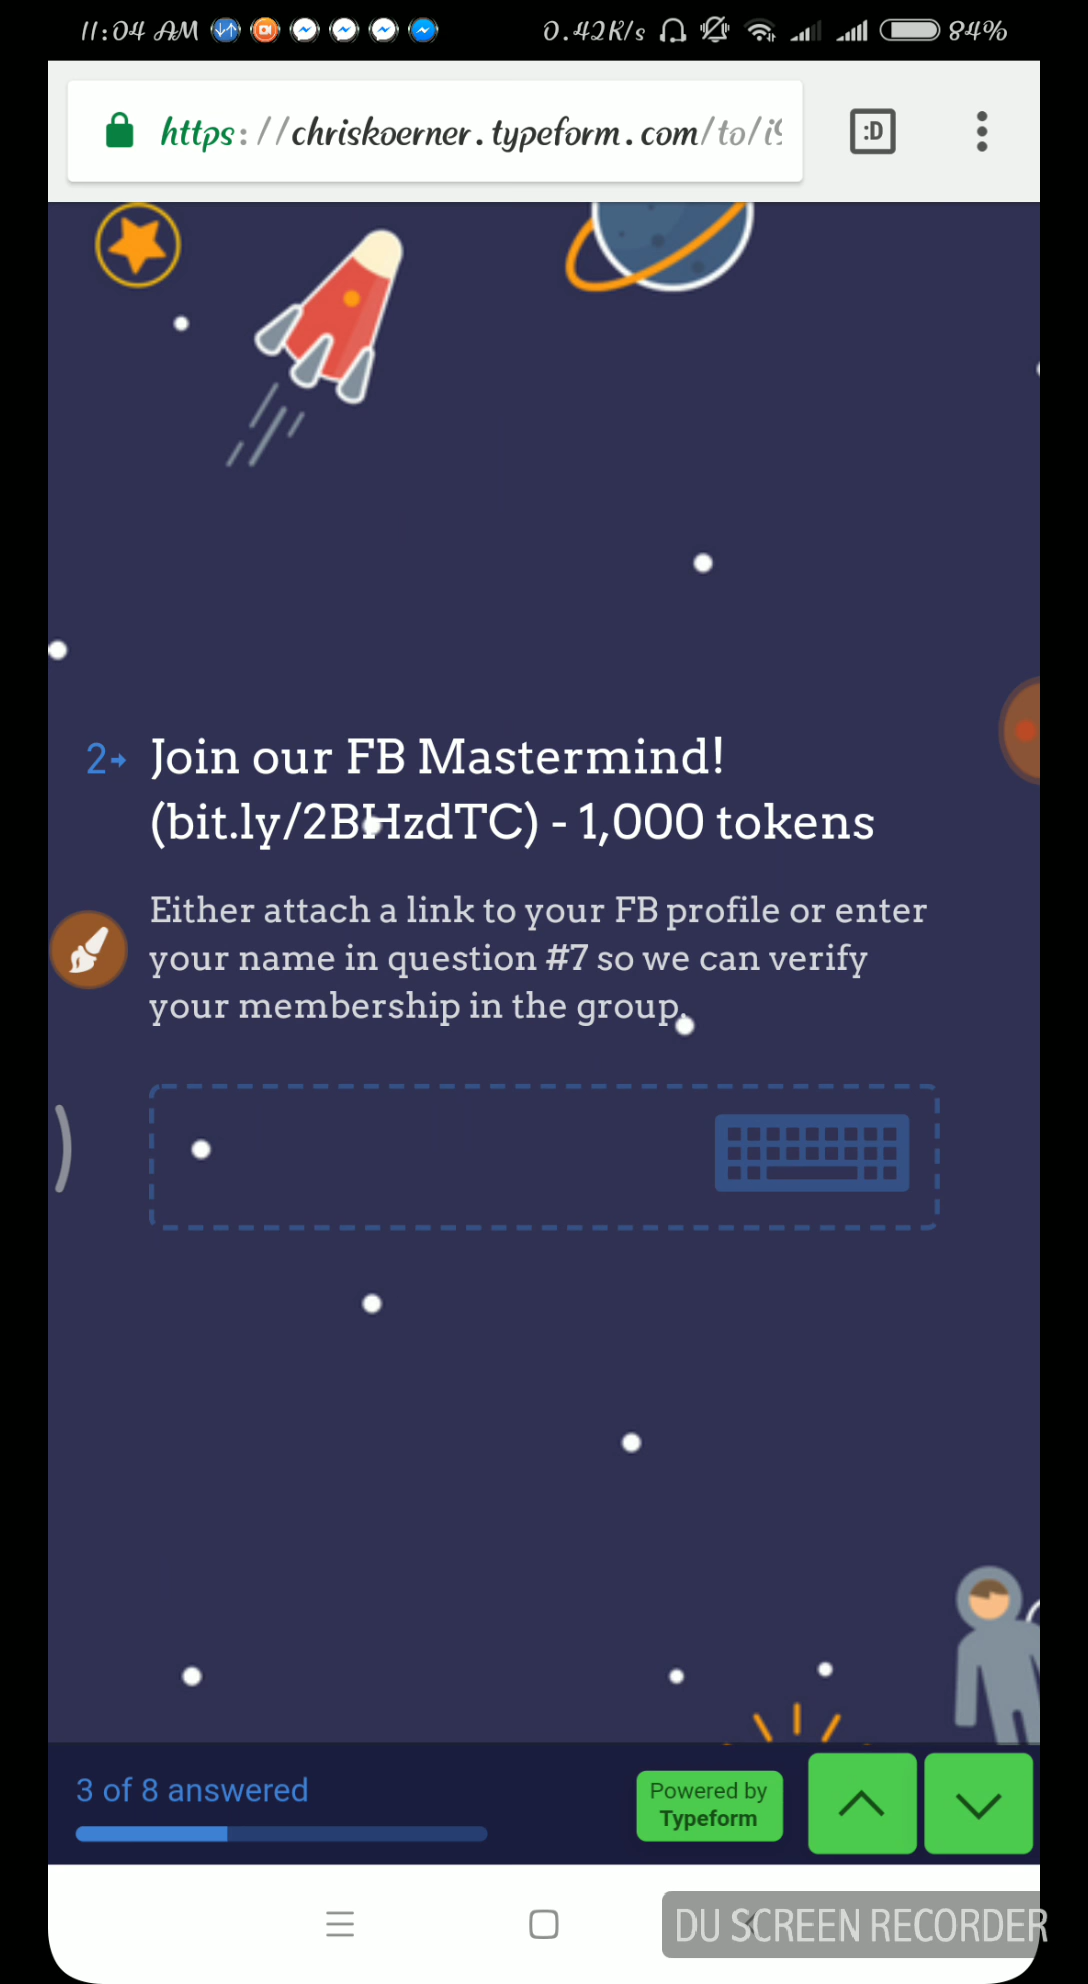 11:04 AM
0.42K/s
84%
https://chriskoerner.typeform.com/to/i9
:D
2 Join our FB Mastermind!
(bit.ly/2BHzdTC) - 1,000 tokens
Either attach a link to your FB profile or enter
your name in question #7 so we can verify
your membership in the group.
3 of 8 answered
Powered by
Typeform
DU SCREEN RECORDER